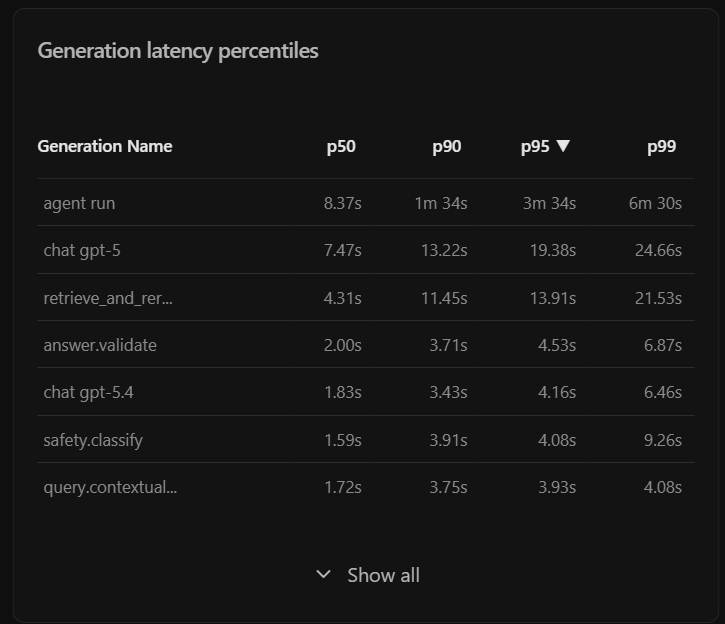 Generation latency percentiles
Generation Name p50 p90 p95 ▼ p99
agent run 8.37s 1m 34s 3m 34s 6m 30s
chat gpt-5 7.47s 13.22s 19.38s 24.66s
retrieve_and_rer... 4.31s 11.45s 13.91s 21.53s
answer.validate 2.00s 3.71s 4.53s 6.87s
chat gpt-5.4 1.83s 3.43s 4.16s 6.46s
safety.classify 1.59s 3.91s 4.08s 9.26s
query.contextual... 1.72s 3.75s 3.93s 4.08s
Show all